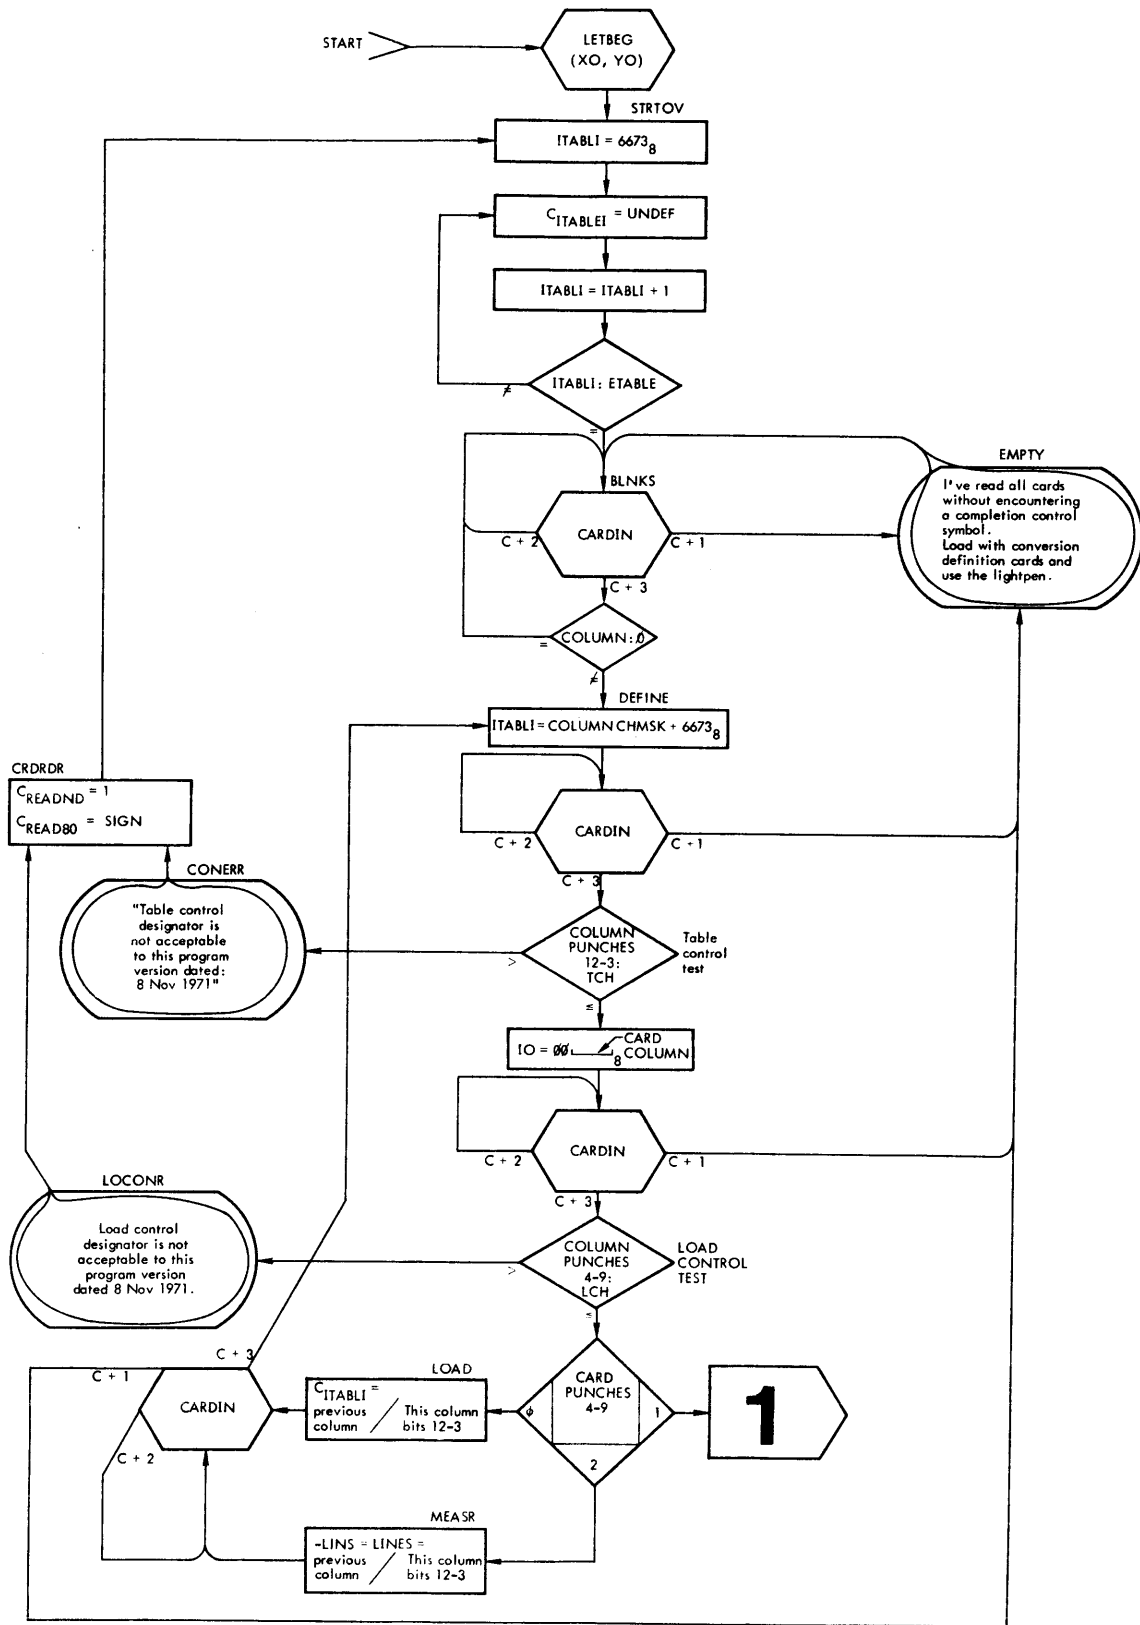 START
LETBEG
(XO, YO)
STRTOV
ITABLI = 6673₈
C_ITABLEI = UNDEF
ITABLI = ITABLI + 1
ITABLI: ETABLE
≠
=
BLNKS
EMPTY
I've read all cards
without encountering
a completion control
symbol.
Load with conversion
definition cards and
use the lightpen.
CARDIN
C + 2
C + 1
C + 3
COLUMN: Ø
=
≠
DEFINE
ITABLI = COLUMN CHMSK + 6673₈
CRDRDR
C_READND = 1
C_READ80 = SIGN
CARDIN
C + 2
C + 1
C + 3
CONERR
"Table control
designator is
not acceptable
to this program
version dated:
8 Nov 1971"
COLUMN
PUNCHES
12-3:
TCH
>
≤
Table
control
test
IO = ØØ ₈
CARD
COLUMN
CARDIN
C + 2
C + 1
C + 3
LOCONR
Load control
designator is not
acceptable to this
program version
dated 8 Nov 1971.
COLUMN
PUNCHES
4-9:
LCH
>
≤
LOAD
CONTROL
TEST
C + 3
C + 1
CARDIN
C + 2
LOAD
C_ITABLI =
previous
column / This column
bits 12-3
CARD
PUNCHES
4-9
ø
1
2
1
MEASR
-LINS = LINES =
previous
column / This column
bits 12-3